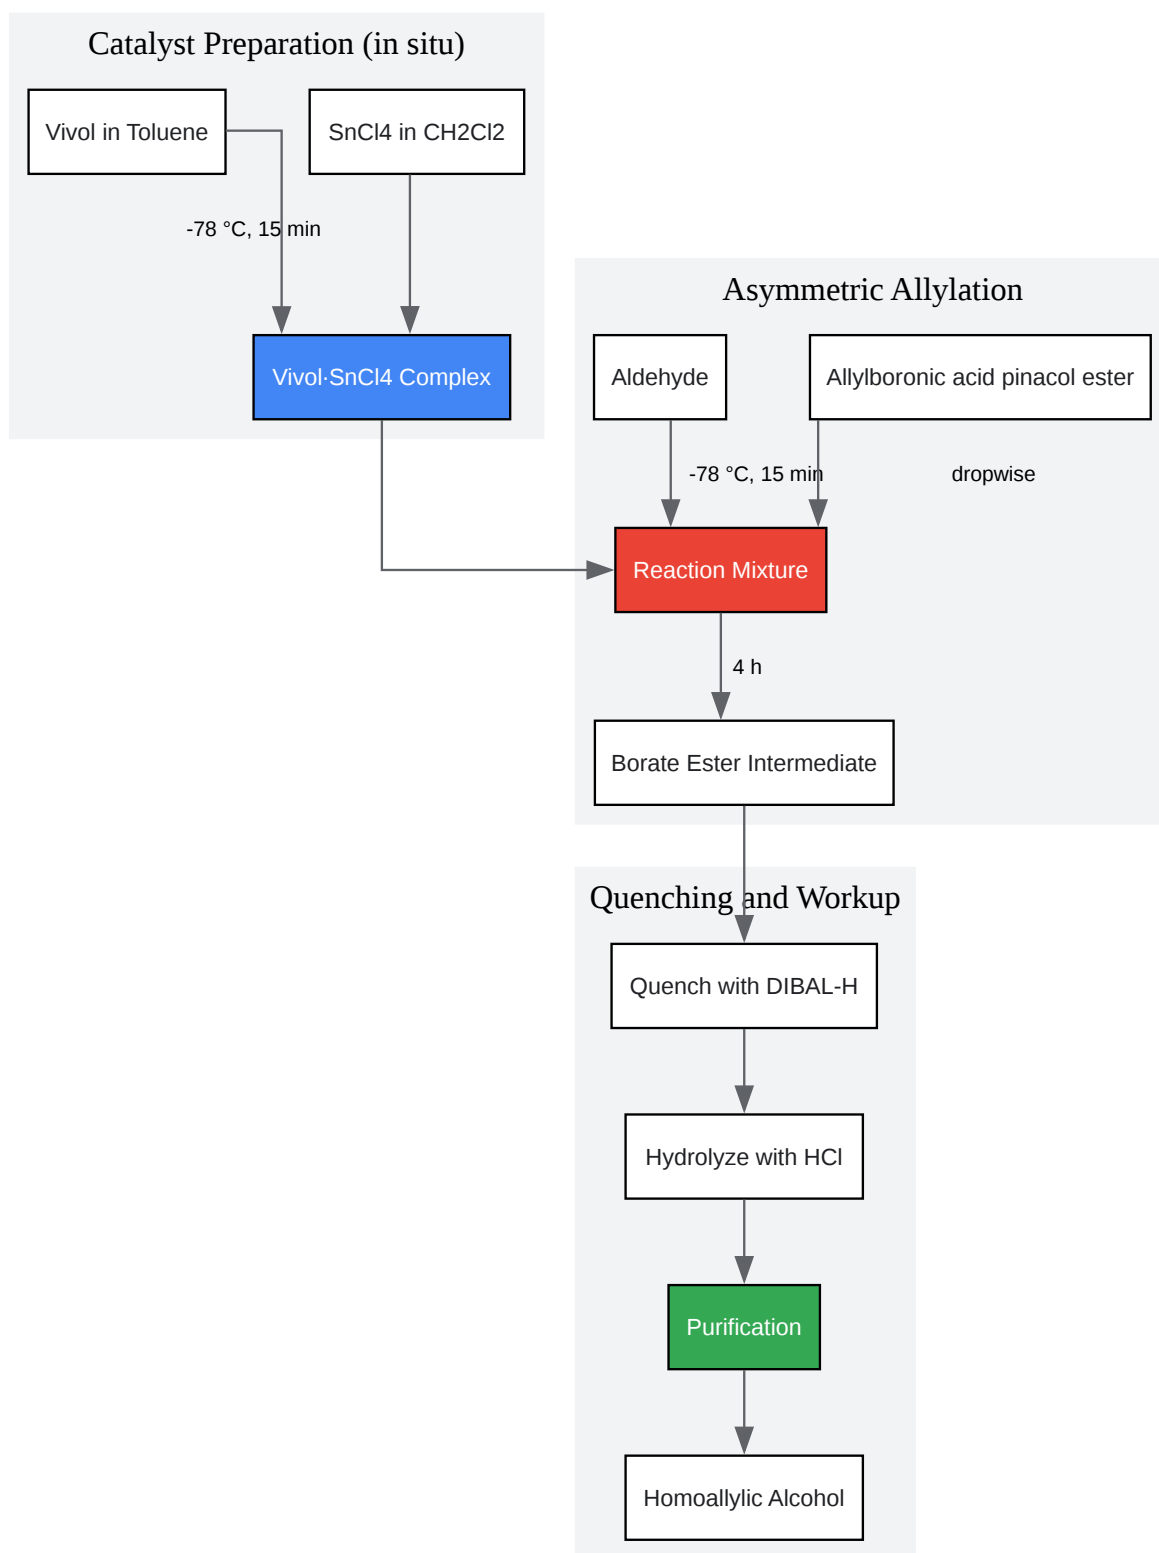 Catalyst Preparation (in situ)
Vivol in Toluene
SnCl4 in CH2Cl2
-78 °C, 15 min
Vivol·SnCl4 Complex
Asymmetric Allylation
Aldehyde
Allylboronic acid pinacol ester
-78 °C, 15 min
dropwise
Reaction Mixture
4 h
Borate Ester Intermediate
Quenching and Workup
Quench with DIBAL-H
Hydrolyze with HCl
Purification
Homoallylic Alcohol